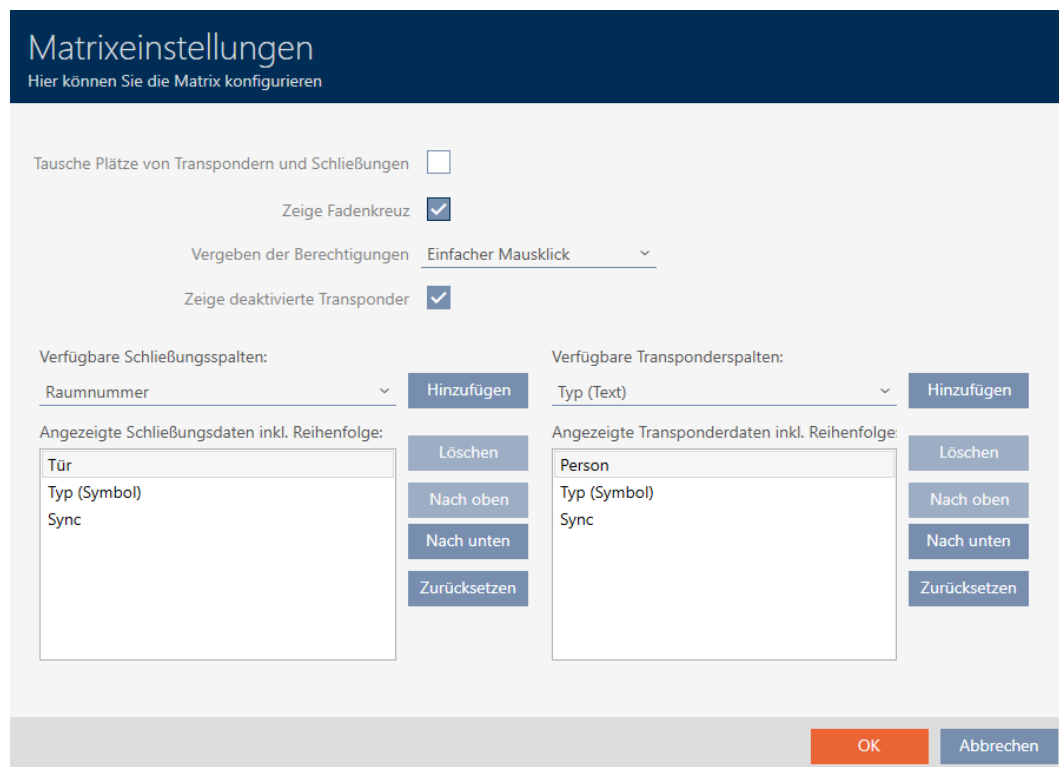 Matrixeinstellungen
Hier können Sie die Matrix konfigurieren
Tausche Plätze von Transpondern und Schließungen
Zeige Fadenkreuz
Vergeben der Berechtigungen Einfacher Mausklick
Zeige deaktivierte Transponder
Verfügbare Schließungsspalten:
Raumnummer
Hinzufügen
Angezeigte Schließungsdaten inkl. Reihenfolge:
Tür
Typ (Symbol)
Sync
Löschen
Nach oben
Nach unten
Zurücksetzen
Verfügbare Transponderspalten:
Typ (Text)
Hinzufügen
Angezeigte Transponderdaten inkl. Reihenfolge:
Person
Typ (Symbol)
Sync
Löschen
Nach oben
Nach unten
Zurücksetzen
OK
Abbrechen